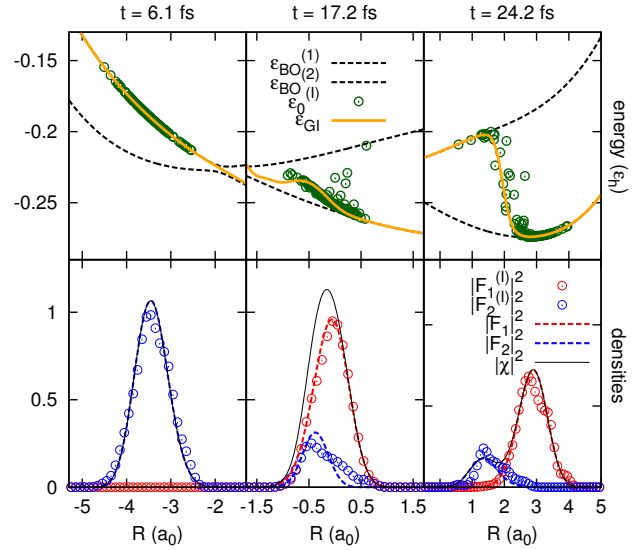 t = 6.1 fs t = 17.2 fs t = 24.2 fs
-0.15
-0.2
-0.25
ε_BO^(1)
ε_BO^(2)
ε_0^(I)
ε_GI
energy (ε_h)
1
0.5
0
|F_1^(I)|^2
|F_2^(I)|^2
|F_1|^2
|F_2|^2
|χ|^2
densities
-5 -4 -3 -2 -1.5 -0.5 0.5 1.5 1 2 3 4 5
R (a_0) R (a_0) R (a_0)